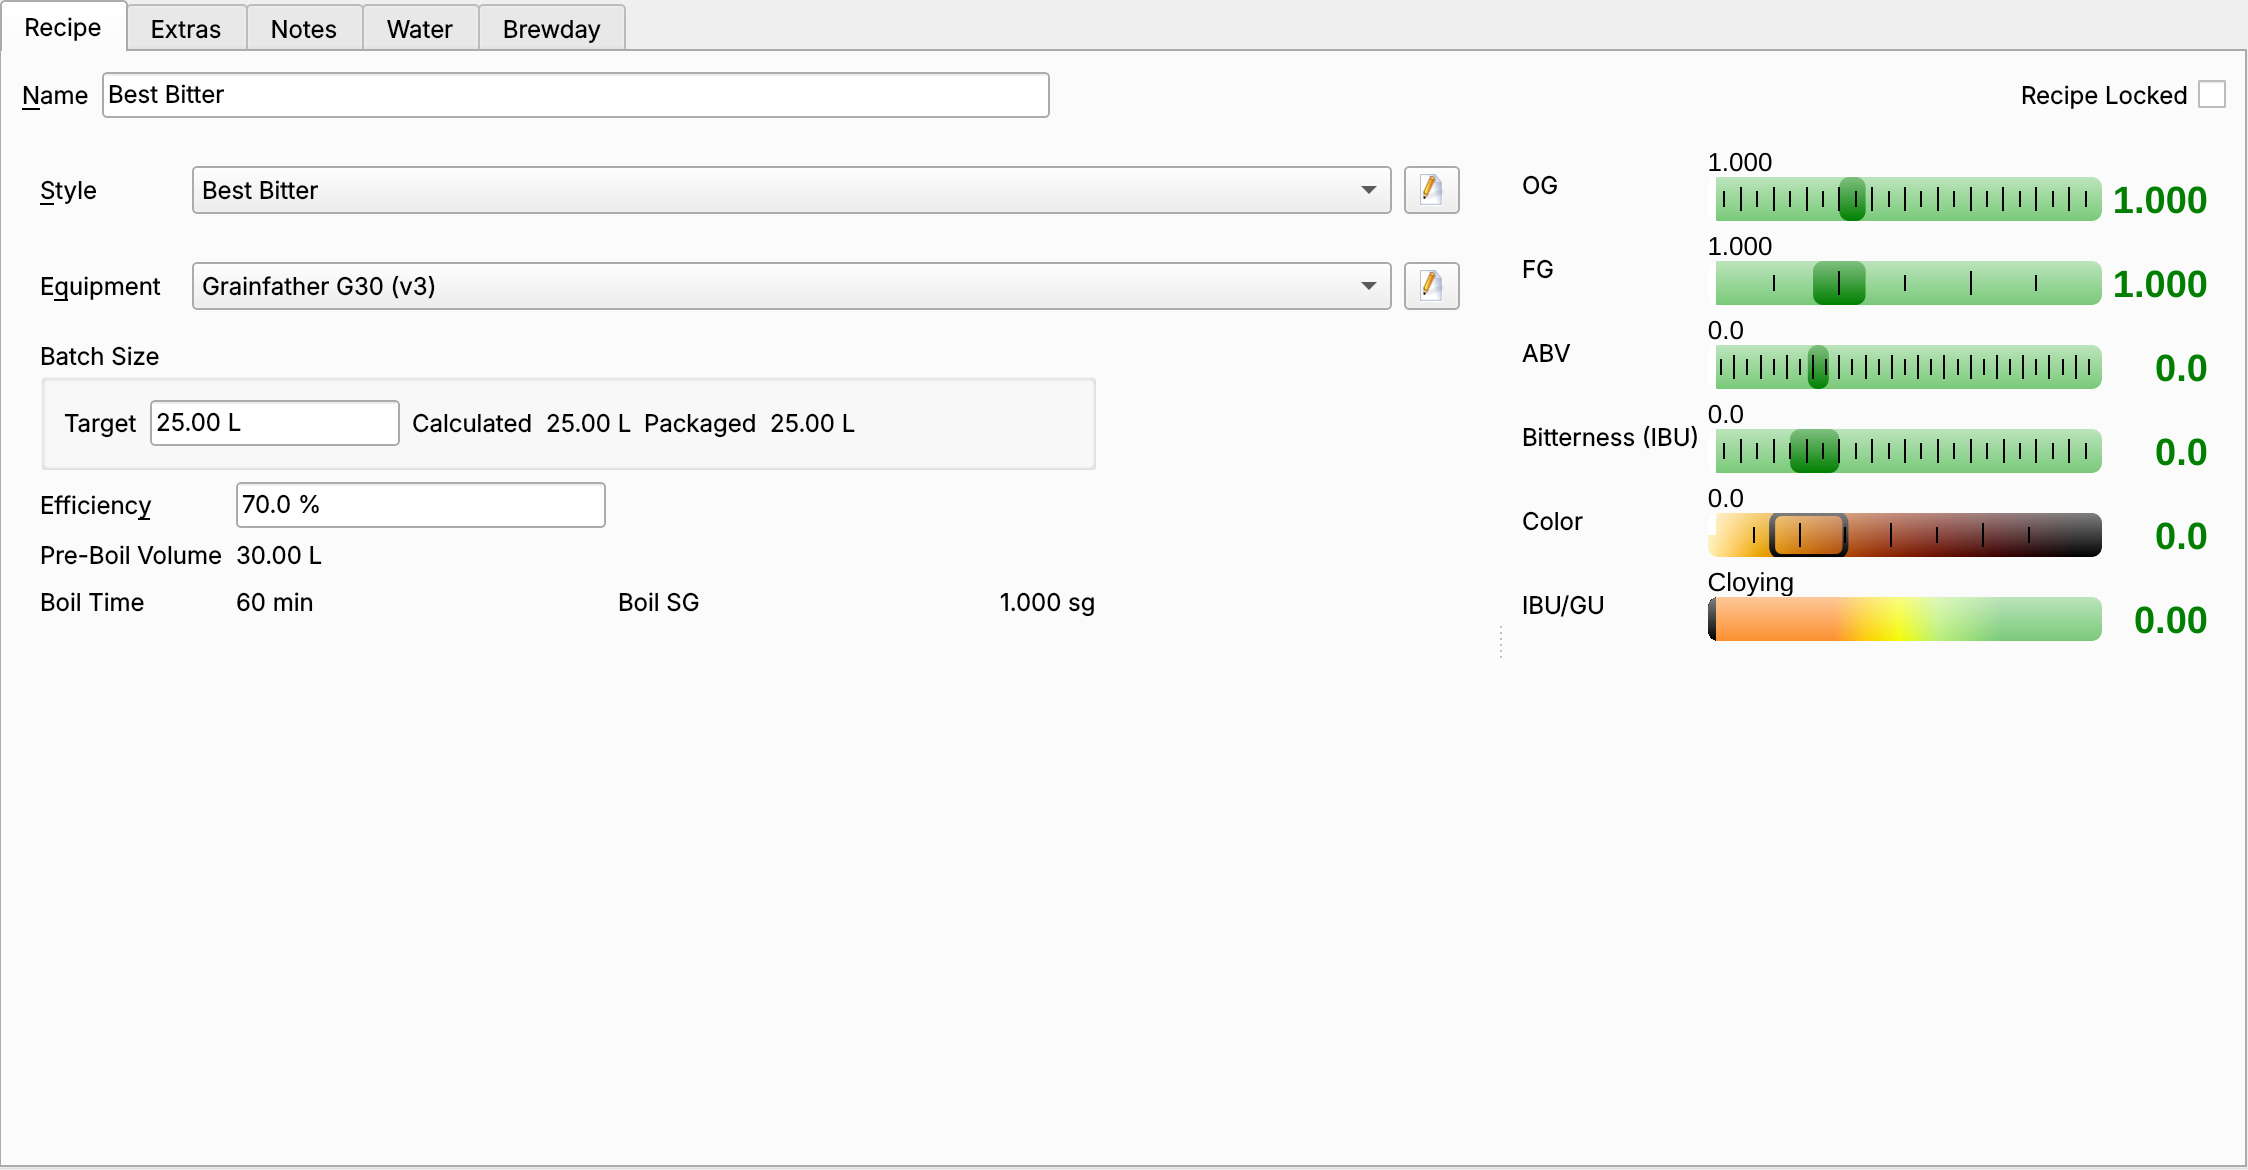 Recipe Extras Notes Water Brewday
Name Best Bitter Recipe Locked
Style Best Bitter
Equipment Grainfather G30 (v3)
Batch Size
Target 25.00 L Calculated 25.00 L Packaged 25.00 L
Efficiency 70.0 %
Pre-Boil Volume 30.00 L
Boil Time 60 min Boil SG 1.000 sg
1.000
OG 1.000
1.000
FG 1.000
0.0
ABV 0.0
0.0
Bitterness (IBU) 0.0
0.0
Color 0.0
Cloying
IBU/GU 0.00